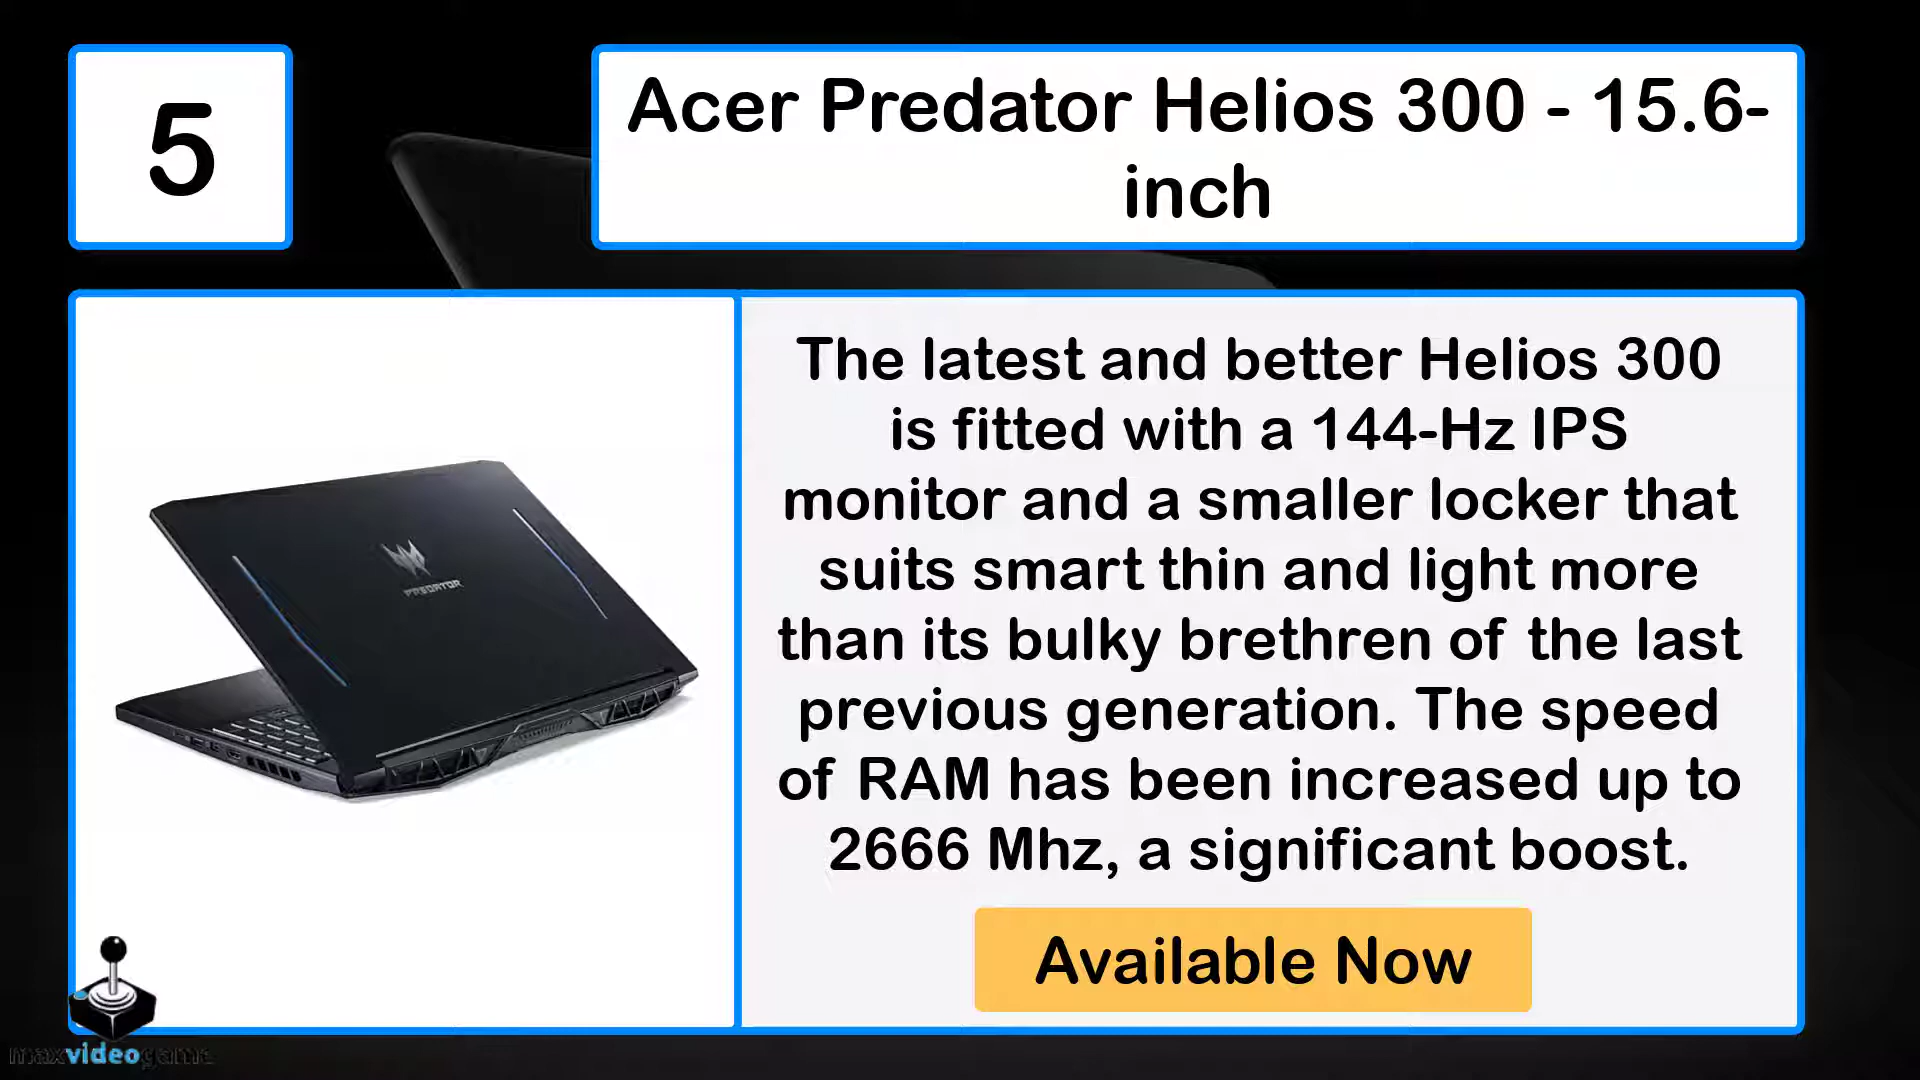 5
Acer Predator Helios 300 - 15.6-
inch
The latest and better Helios 300
is fitted with a 144-Hz IPS
monitor and a smaller locker that
suits smart thin and light more
than its bulky brethren of the last
previous generation. The speed
of RAM has been increased up to
2666 Mhz, a significant boost.
PREDATOR
Available Now
maxvideogame